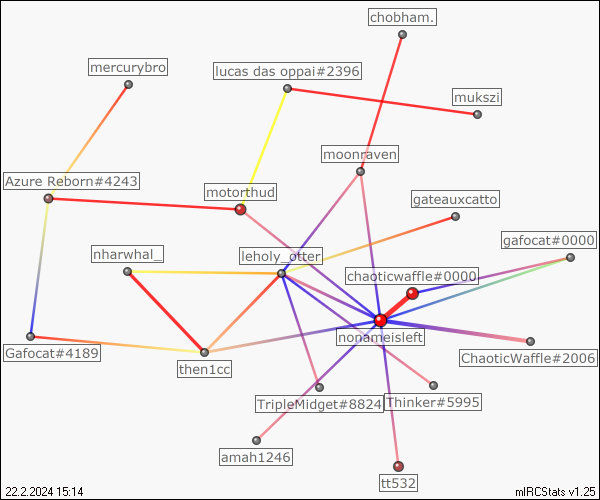 chobham.
mercurybro
lucas das oppai#2396
mukszi
moonraven
Azure Reborn#4243
motorthud
gateauxcatto
gafocat#0000
nharwhal_
leholy_otter
chaoticwaffle#0000
nonameisleft
Gafocat#4189
ChaoticWaffle#2006
then1cc
TripleMidget#8824
Thinker#5995
amah1246
tt532
22.2.2024 15:14
mIRCStats v1.25